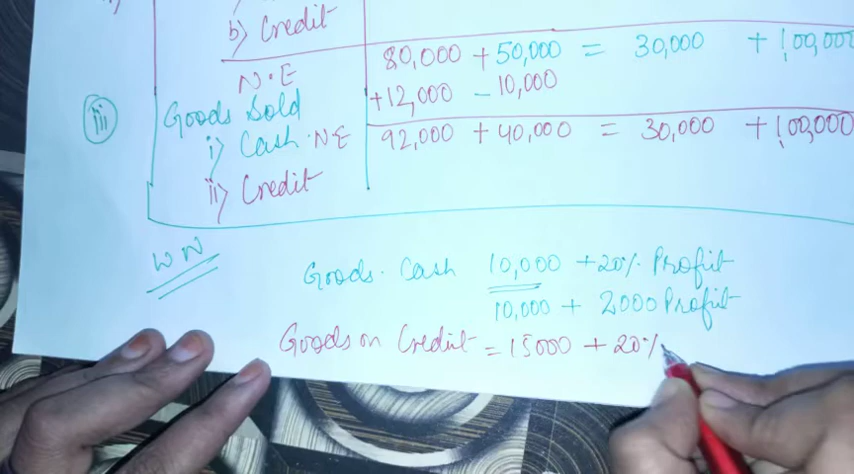 b) Credit
80,000 + 50,000 = 30,000 + 1,00,000
N.E
+12,000 - 10,000
iii Goods Sold
i) Cash. N.E 92,000 + 40,000 = 30,000 + 1,00,000
ii) Credit
WN
Goods. Cash 10,000 +20% Profit
10,000 + 2000 Profit
Goods on Credit = 15000 + 20%